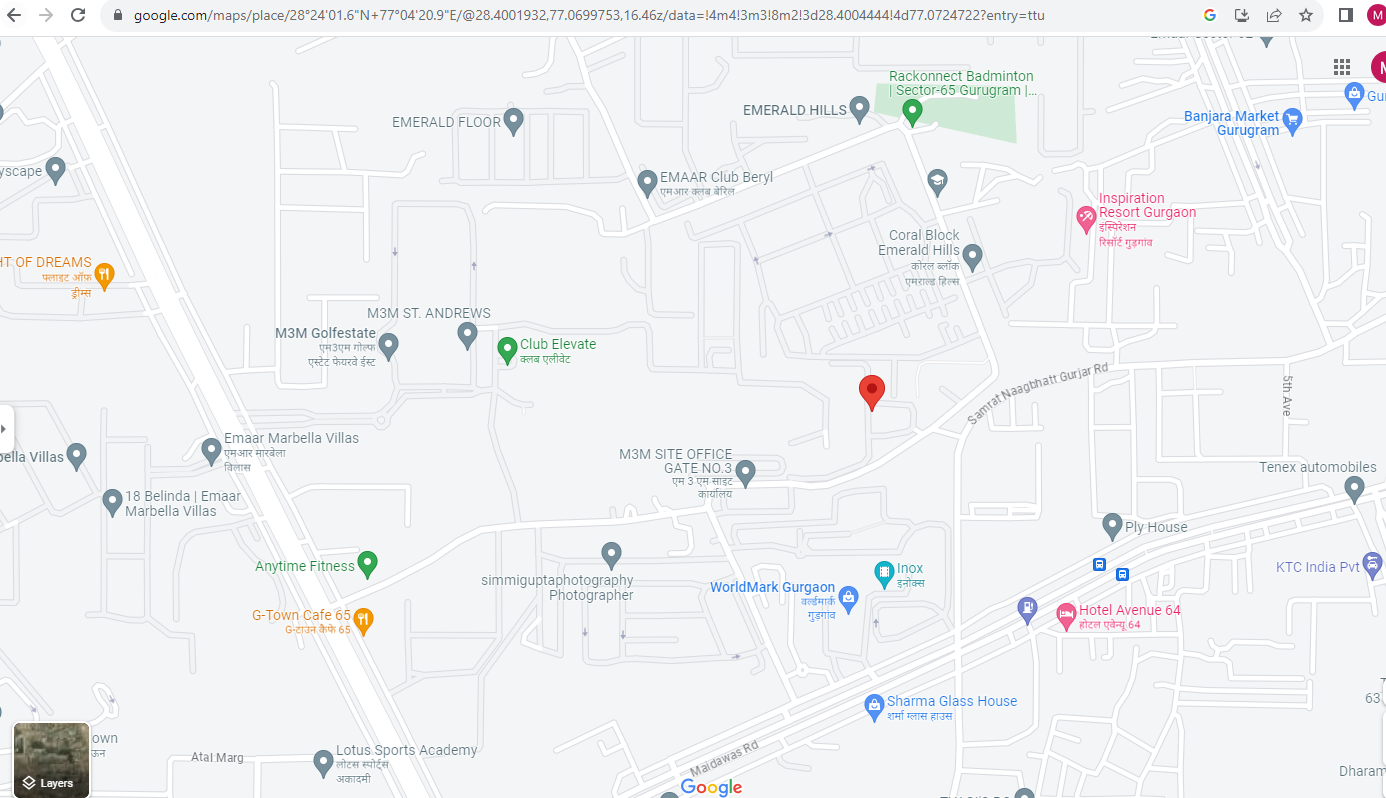 google.com/maps/place/28°24'01.6"N+77°04'20.9"E/@28.4001932,77.0699753,16.46z/data=!4m4!3m3!8m2!3d28.4004444!4d77.0724722?entry=ttu
M
Rackonnect Badminton
| Sector-65 Gurugram |...
EMERALD HILLS
EMERALD FLOOR
Banjara Market
Gurugram
yscape
EMAAR Club Beryl
एमआर क्लब बेरिल
Inspiration
Resort Gurgaon
इंस्पिरेशन
रिसॉर्ट गुड़गांव
Coral Block
Emerald Hills
कोरल ब्लॉक
एमराल्ड हिल्स
HT OF DREAMS
फ्लाइट ऑफ़
ड्रीम्स
M3M ST. ANDREWS
M3M Golfestate
एम3एम गोल्फ
एस्टेट फेयरवे ईस्ट
Club Elevate
क्लब एलीवेट
Samrat Naagbhatt Gurjar Rd
5th Ave
Emaar Marbella Villas
एमआर मारबेला
विलास
bella Villas
M3M SITE OFFICE
GATE NO.3
एम 3 एम साइट
कार्यालय
Tenex automobiles
18 Belinda | Emaar
Marbella Villas
Ply House
Anytime Fitness
simmiguptaphotography
Photographer
Inox
इनोक्स
KTC India Pvt
WorldMark Gurgaon
वर्ल्डमार्क
गुड़गांव
G-Town Cafe 65
G-टाउन कैफे 65
Hotel Avenue 64
होटल एवेन्यू 64
Sharma Glass House
शर्मा ग्लास हाउस
63
own
ऊन
Atal Marg
Lotus Sports Academy
लोटस स्पोर्ट्स
अकादमी
Maidawas Rd
Layers
Google
Dharam